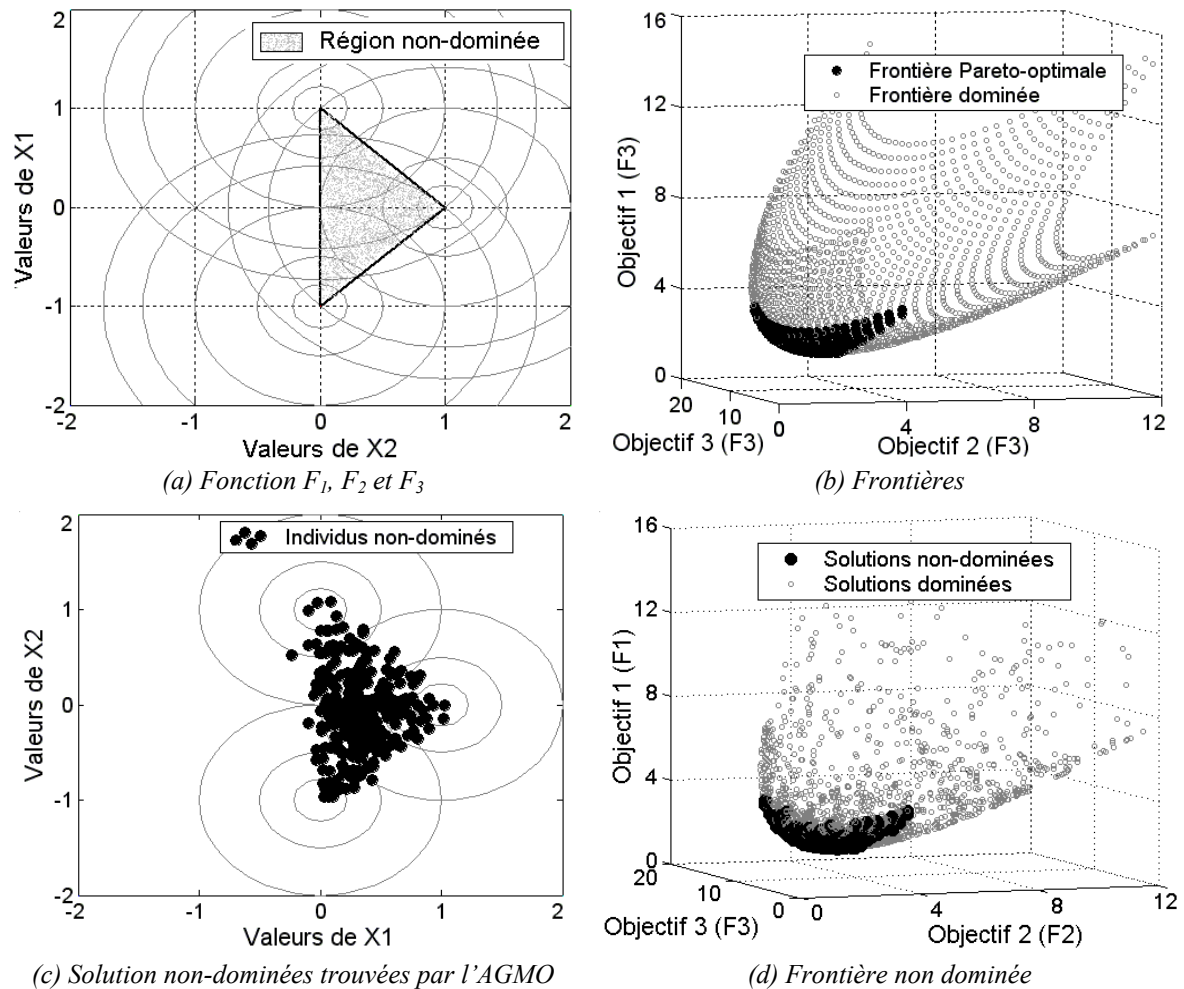 2
1
0
-1
-2
-2
-1
0
1
2
Valeurs de X1
Valeurs de X2
Région non-dominée
(a) Fonction F1, F2 et F3
16
12
8
4
0
20
10
0
4
8
12
Objectif 1 (F3)
Objectif 3 (F3)
Objectif 2 (F3)
Frontière Pareto-optimale
Frontière dominée
(b) Frontières
2
1
0
-1
-2
-2
-1
0
1
2
Valeurs de X2
Valeurs de X1
Individus non-dominés
(c) Solution non-dominées trouvées par l'AGMO
16
12
8
4
0
20
10
0
0
4
8
12
Objectif 1 (F1)
Objectif 3 (F3)
Objectif 2 (F2)
Solutions non-dominées
Solutions dominées
(d) Frontière non dominée